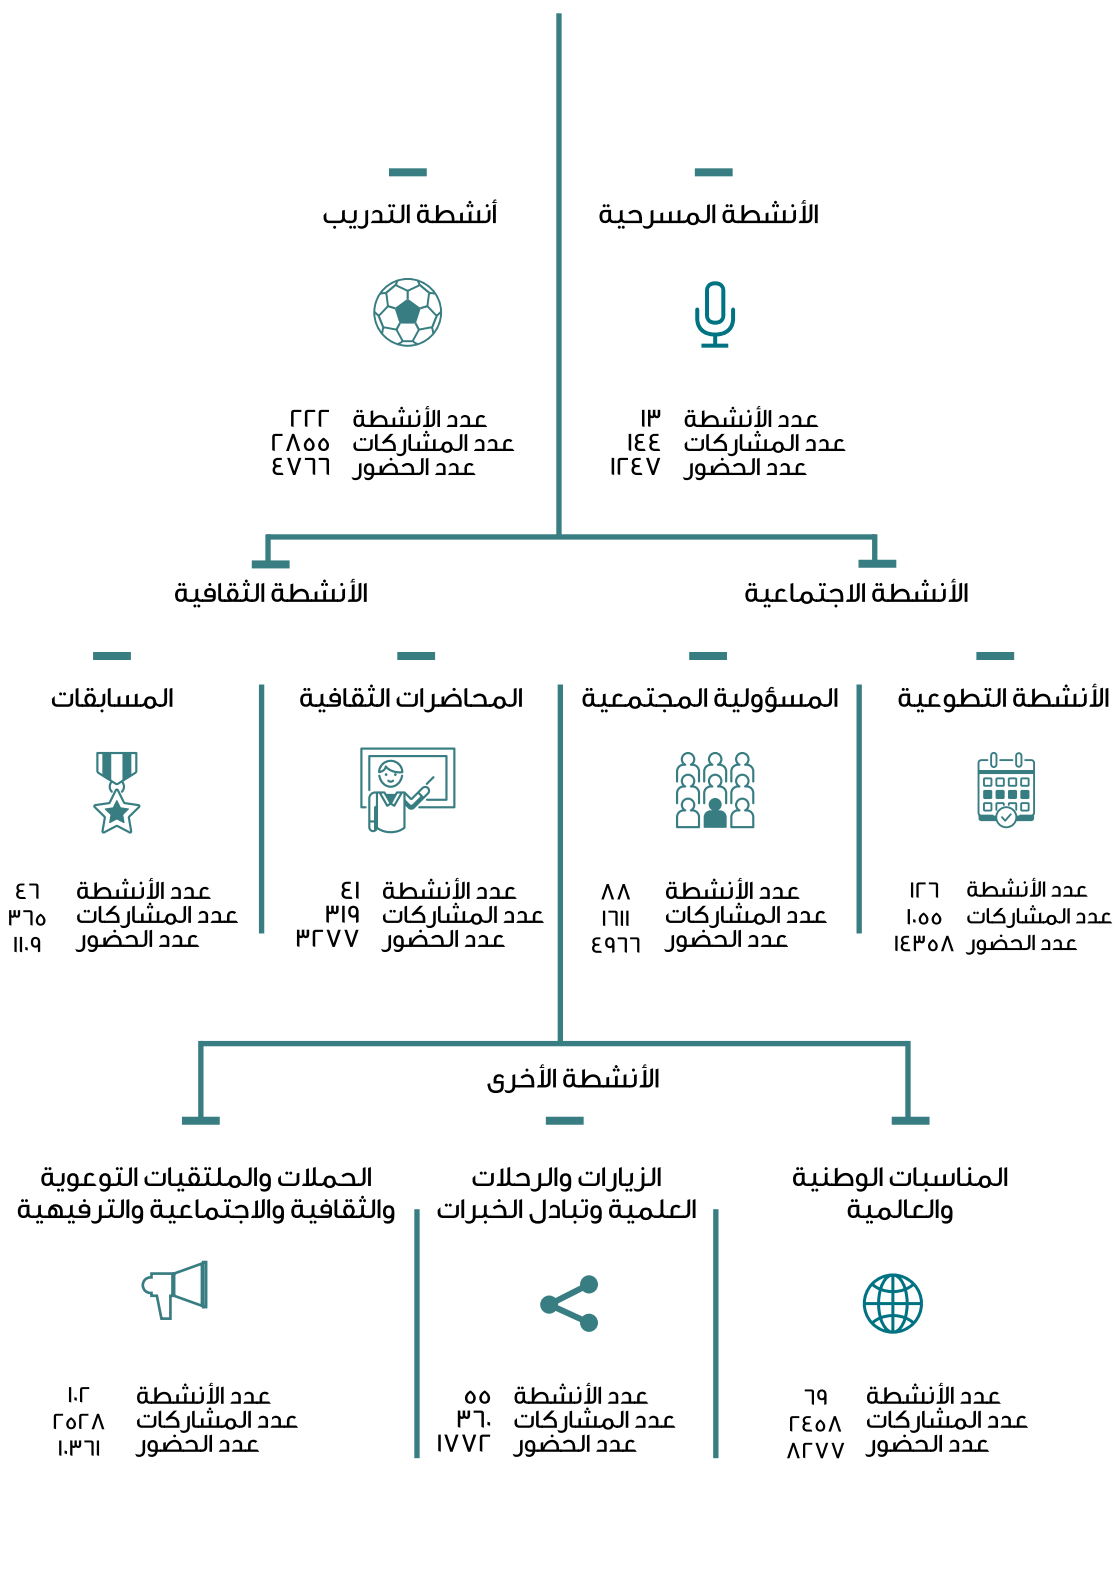 الأنشطة المسرحية
عدد الأنشطة ١٣
عدد المشاركات ١٤٤
عدد الحضور ١٢٤٧
أنشطة التدريب
عدد الأنشطة ٢٢٢
عدد المشاركات ٢٨٥٥
عدد الحضور ٤٧٦٦
الأنشطة الاجتماعية
الأنشطة التطوعية
عدد الأنشطة ١٢٦
عدد المشاركات ١٠٥٥
عدد الحضور ١٤٣٥٨
المسؤولية المجتمعية
عدد الأنشطة ٨٨
عدد المشاركات ١٦١١
عدد الحضور ٤٩٦٦
الأنشطة الثقافية
المحاضرات الثقافية
عدد الأنشطة ٤١
عدد المشاركات ٣١٩
عدد الحضور ٣٢٧٧
المسابقات
عدد الأنشطة ٤٦
عدد المشاركات ٣٦٥
عدد الحضور ١١٠٩
الأنشطة الأخرى
المناسبات الوطنية
والعالمية
عدد الأنشطة ٦٩
عدد المشاركات ٢٤٥٨
عدد الحضور ٨٢٧٧
الزيارات والرحلات
العلمية وتبادل الخبرات
عدد الأنشطة ٥٥
عدد المشاركات ٣٦٠
عدد الحضور ١٧٧٢
الحملات والملتقيات التوعوية
والثقافية والاجتماعية والترفيهية
عدد الأنشطة ١٠٢
عدد المشاركات ٢٥٢٨
عدد الحضور ١٠٣٦١